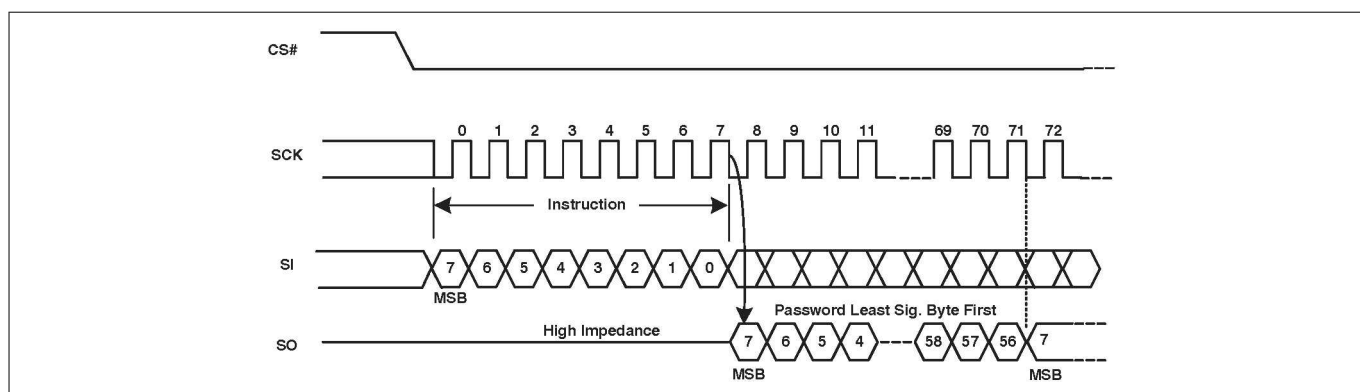 CS#
0 1 2 3 4 5 6 7 8 9 10 11 69 70 71 72
SCK
Instruction
SI 7 6 5 4 3 2 1 0
MSB
Password Least Sig. Byte First
High Impedance
SO 7 6 5 4 58 57 56 7
MSB MSB